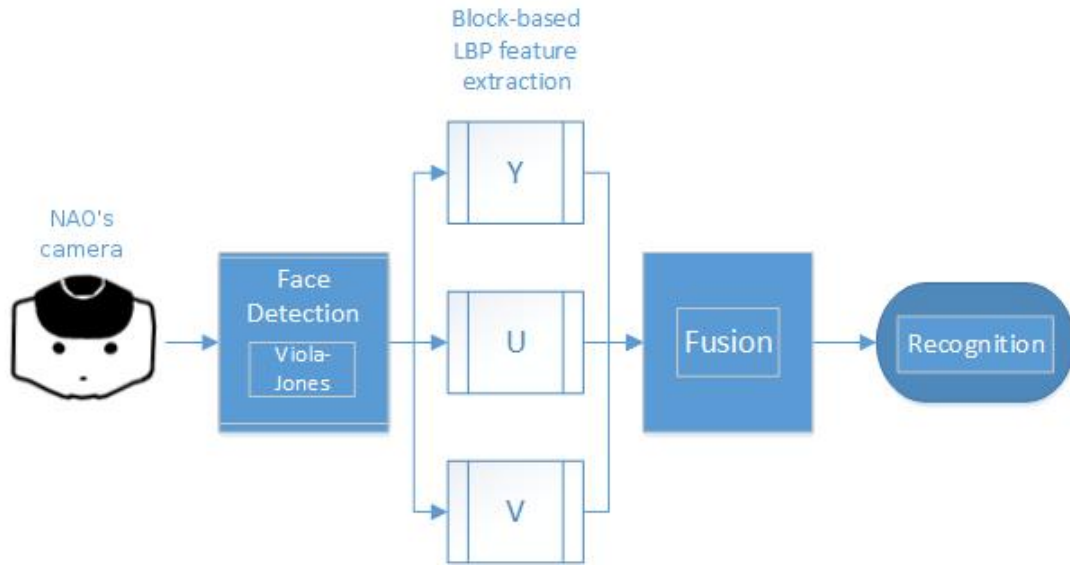 Block-based
LBP feature
extraction
Y
NAO's
camera
Face
Detection
Viola-
Jones
U
Fusion
Recognition
V